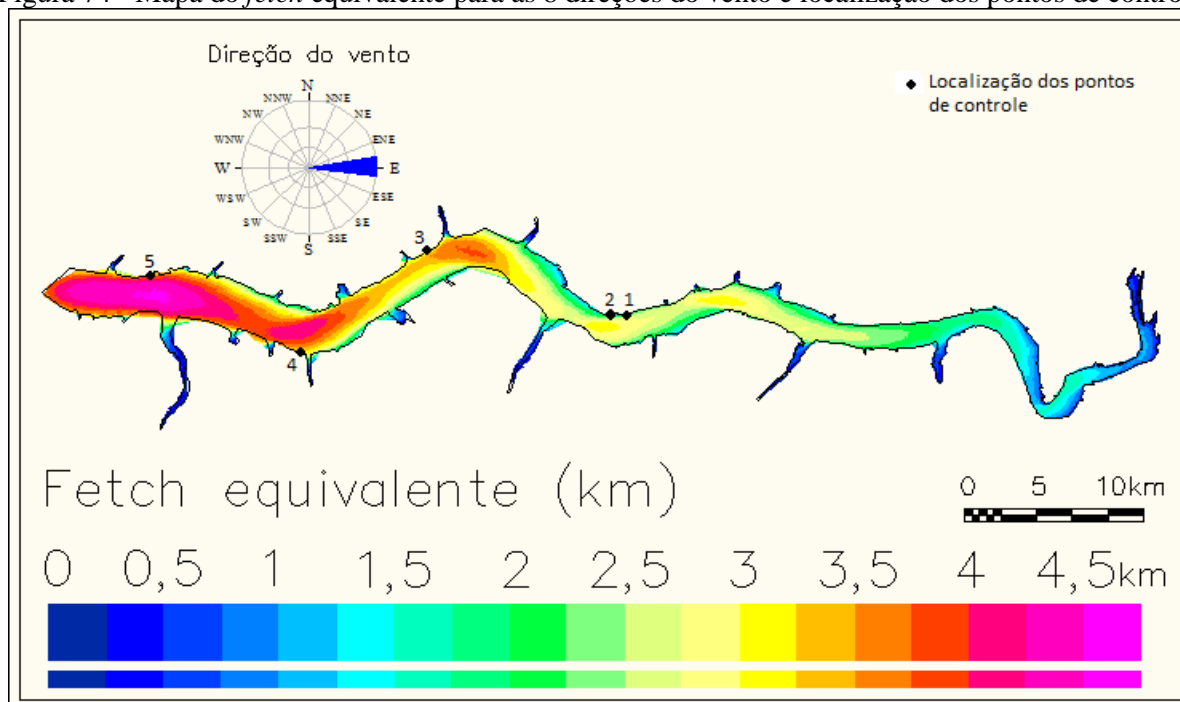 Figura 74 - Mapa do fetch equivalente para as 8 direções do vento e localização dos pontos de contro
Direção do vento
N
NNW NNE
NW NE
WNW ENE
W E
WSW ESE
SW SE
SSW SSE
S
Localização dos pontos
de controle
3
5
2 1
4
Fetch equivalente (km)
0 5 10km
0 0,5 1 1,5 2 2,5 3 3,5 4 4,5km